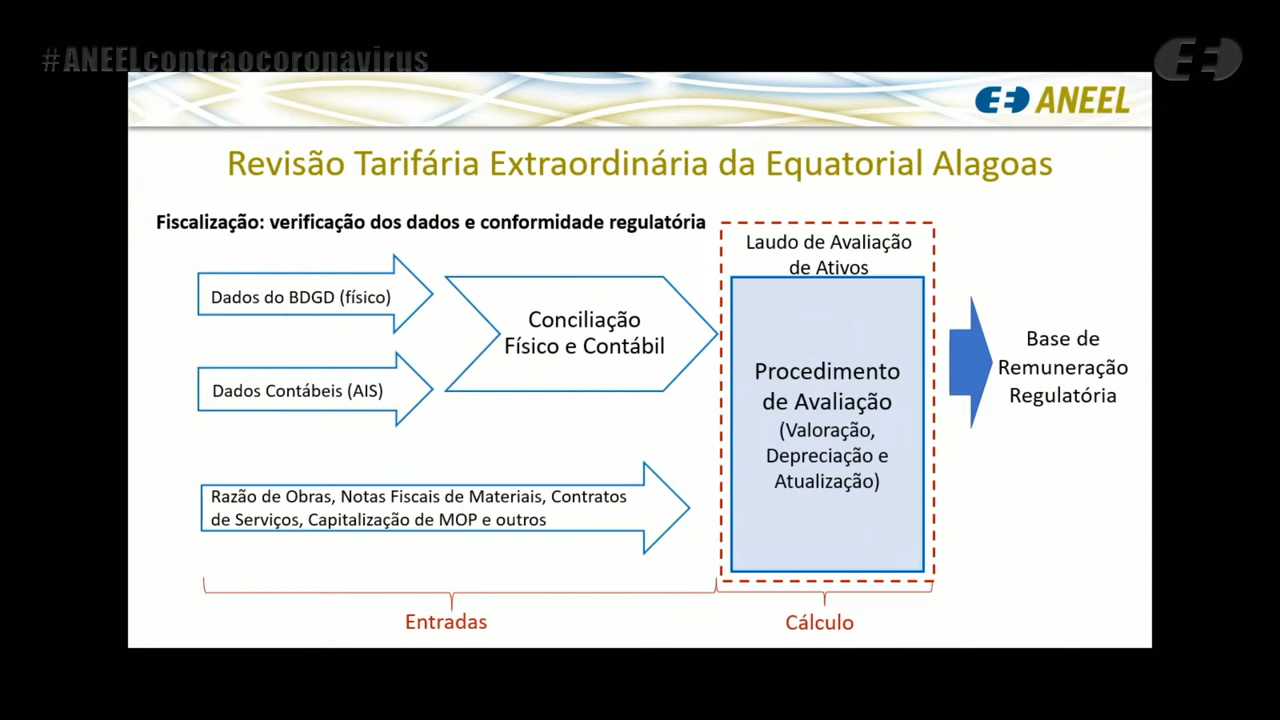 #ANEELcontraocoronavirus
ANEEL
Revisão Tarifária Extraordinária da Equatorial Alagoas
Fiscalização: verificação dos dados e conformidade regulatória
Dados do BDGD (físico)
Dados Contábeis (AIS)
Conciliação
Físico e Contábil
Razão de Obras, Notas Fiscais de Materiais, Contratos
de Serviços, Capitalização de MOP e outros
Laudo de Avaliação
de Ativos
Procedimento
de Avaliação
(Valoração,
Depreciação e
Atualização)
Base de
Remuneração
Regulatória
Entradas
Cálculo